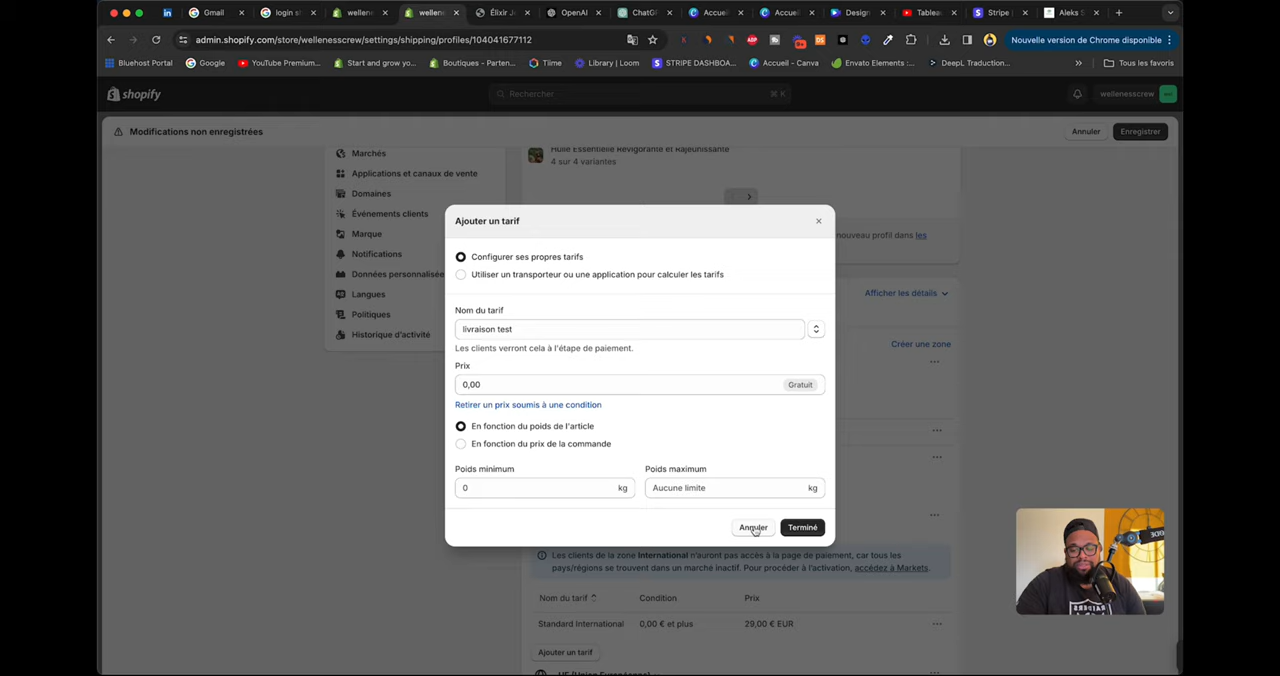 Gmail
login s
wellene
wellene
Élixir Je
OpenAI
ChatGP
Accueil
Accueil
Design
Tableau
Stripe
Aleks S
admin.shopify.com/store/wellenesscrew/settings/shipping/profiles/104041677112
Nouvelle version de Chrome disponible
Bluehost Portal
Google
YouTube Premium...
Start and grow yo...
Boutiques - Parten...
Tilme
Library | Loom
STRIPE DASHBOA...
Accueil - Canva
Envato Elements :...
DeepL Traduction...
Tous les favoris
shopify
Rechercher
⌘ K
wellenesscrew
Modifications non enregistrées
Annuler
Enregistrer
Marchés
Applications et canaux de vente
Domaines
Événements clients
Marque
Notifications
Données personnalisée
Langues
Politiques
Historique d'activité
Huile Essentielle Revigorante et Rajeunissante
4 sur 4 variantes
nouveau profil dans les
Afficher les détails
Créer une zone
Ajouter un tarif
Configurer ses propres tarifs
Utiliser un transporteur ou une application pour calculer les tarifs
Nom du tarif
livraison test
Les clients verront cela à l'étape de paiement.
Prix
0,00
Gratuit
Retirer un prix soumis à une condition
En fonction du poids de l'article
En fonction du prix de la commande
Poids minimum
Poids maximum
0 kg
Aucune limite kg
Annuler
Terminé
Les clients de la zone International n'auront pas accès à la page de paiement, car tous les
pays/régions se trouvent dans un marché inactif. Pour procéder à l'activation, accédez à Markets.
Nom du tarif
Condition
Prix
Standard International
0,00 € et plus
29,00 € EUR
Ajouter un tarif
UE (Union Européenne)
RAIDERS